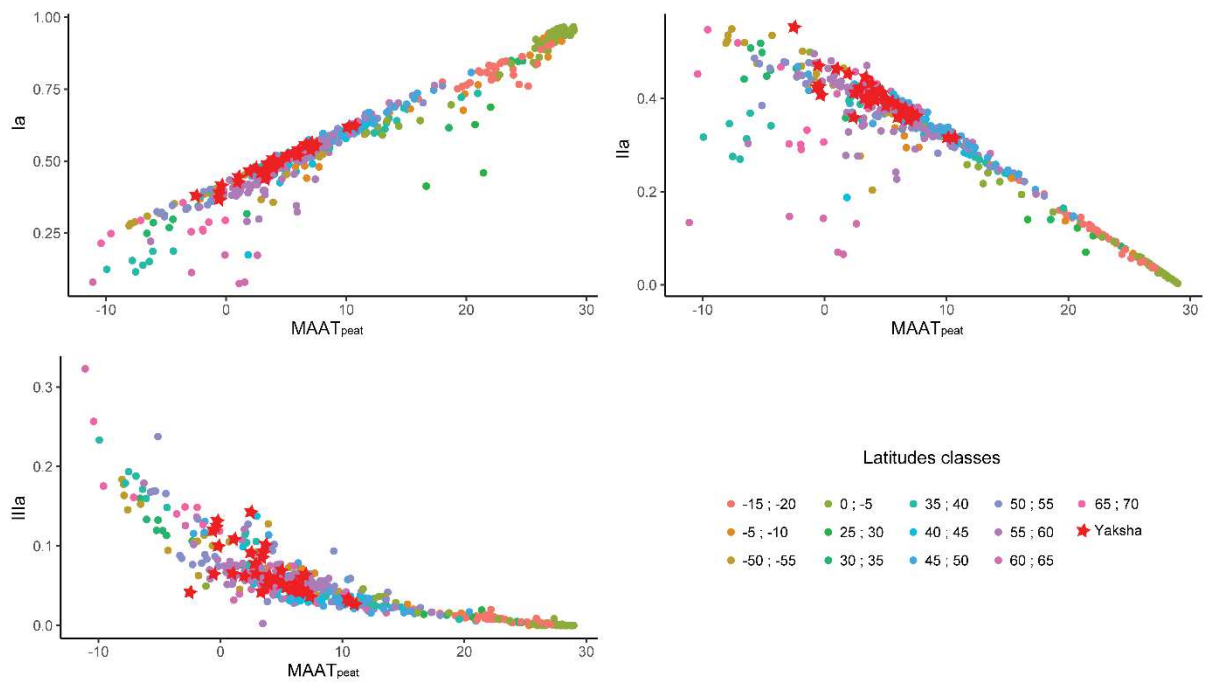 1.00
0.75
0.50
0.25
Ia
-10 0 10 20 30
MAATpeat
0.4
0.2
0.0
IIa
-10 0 10 20 30
MAATpeat
0.3
0.2
0.1
0.0
IIIa
-10 0 10 20 30
MAATpeat
Latitudes classes
-15 ; -20 0 ; -5 35 ; 40 50 ; 55 65 ; 70
-5 ; -10 25 ; 30 40 ; 45 55 ; 60 Yaksha
-50 ; -55 30 ; 35 45 ; 50 60 ; 65